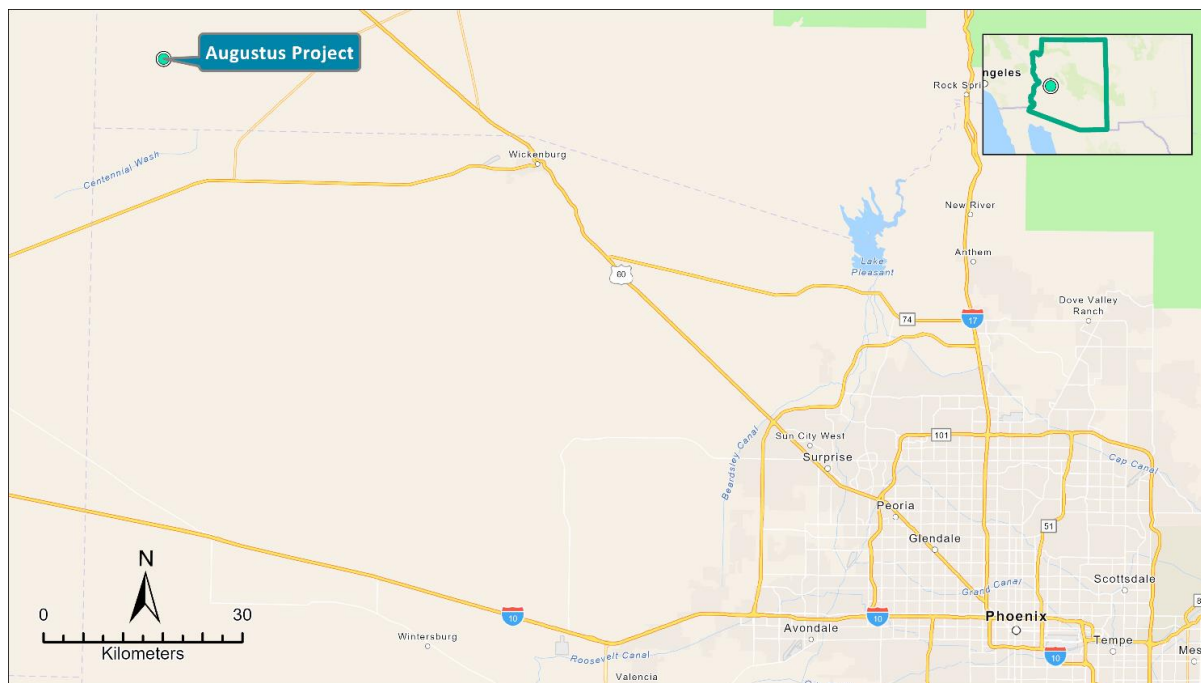 Augustus Project
ngeles
Rock Spri
Wickenburg
Centennial Wash
New River
Anthem
Lake
Pleasant
60
Dove Valley
Ranch
74
17
Beardsley Canal
Sun City West
101
Surprise
Cap Canal
Peoria
51
Glendale
N
Scottsdale
Grand Canal
0 30
Kilometers
10
10
Phoenix
8
Wintersburg
Avondale
Tempe
Roosevelt Canal
10
Mes
Valencia